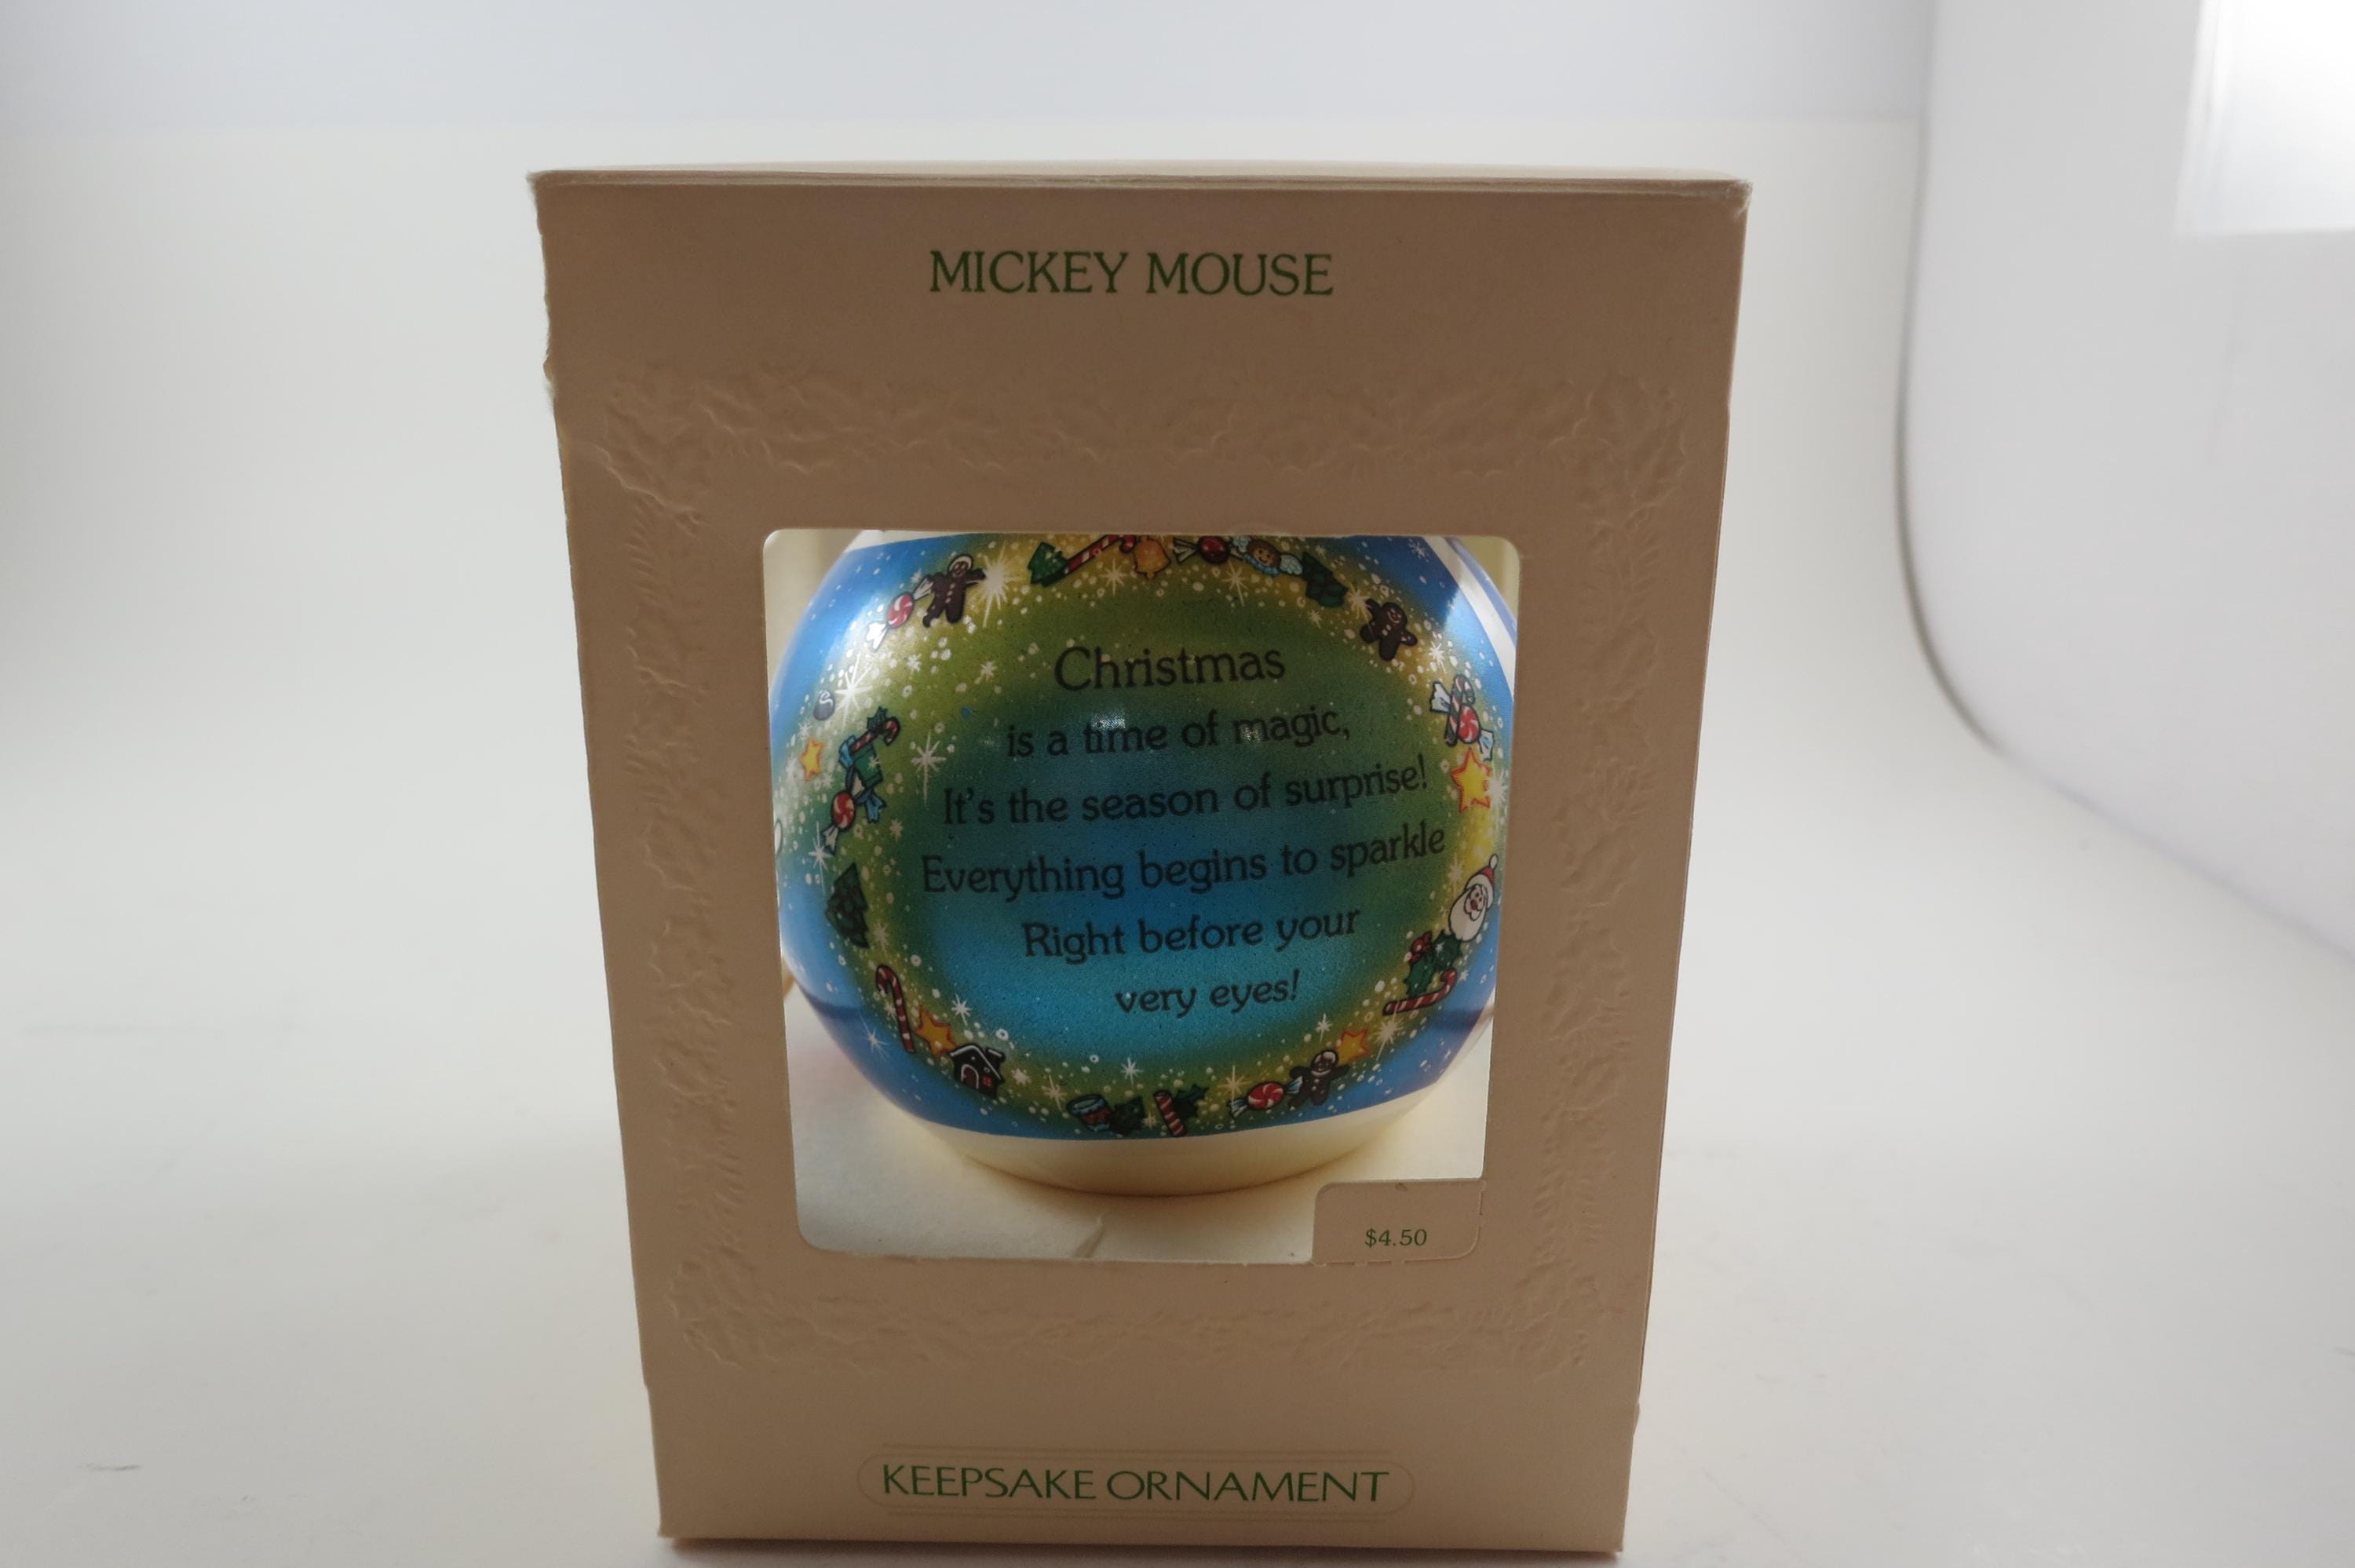 MICKEY MOUSE
Christmas
is a time of magic,
It's the season of surprise!
Everything begins to sparkle
Right before your
very eyes!
$4.50
KEEPSAKE ORNAMENT